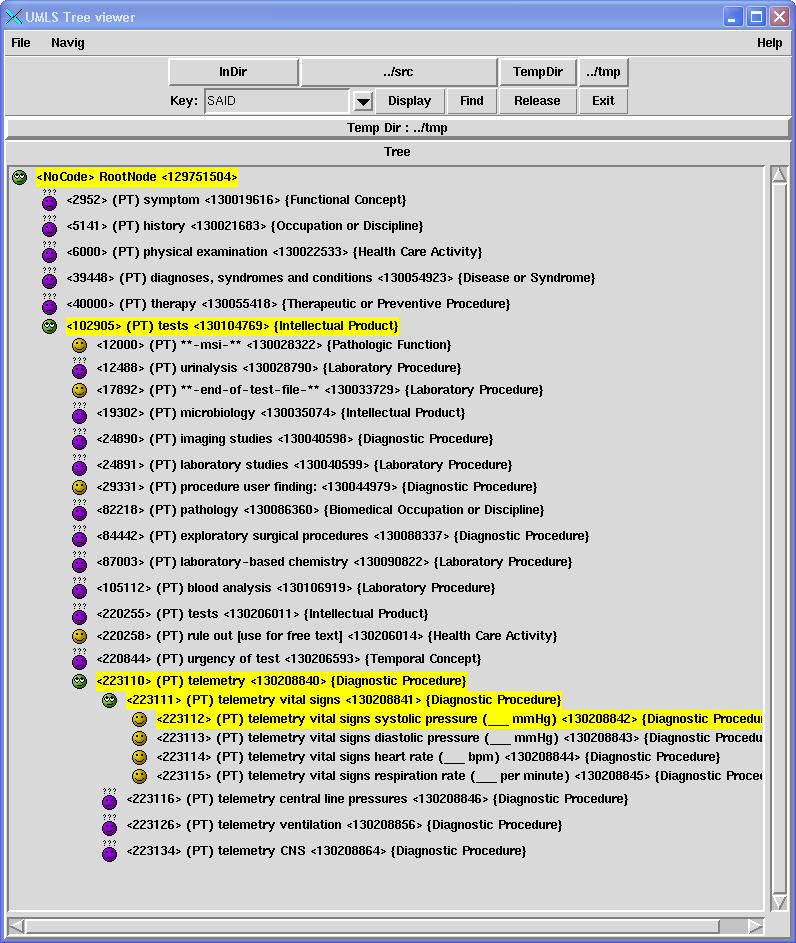 UMLS Tree viewer
File Navig Help
InDir ../src TempDir ../tmp
Key: SAID Display Find Release Exit
Temp Dir : ../tmp
Tree
<NoCode> RootNode <129751504>
??? <2952> (PT) symptom <130019616> {Functional Concept}
??? <5141> (PT) history <130021683> {Occupation or Discipline}
??? <6000> (PT) physical examination <130022533> {Health Care Activity}
??? <39448> (PT) diagnoses, syndromes and conditions <130054923> {Disease or Syndrome}
??? <40000> (PT) therapy <130055418> {Therapeutic or Preventive Procedure}
<102905> (PT) tests <130104769> {Intellectual Product}
<12000> (PT) **-msi-** <130028322> {Pathologic Function}
??? <12488> (PT) urinalysis <130028790> {Laboratory Procedure}
<17892> (PT) **-end-of-test-file-** <130033729> {Laboratory Procedure}
??? <19302> (PT) microbiology <130035074> {Intellectual Product}
??? <24890> (PT) imaging studies <130040598> {Diagnostic Procedure}
??? <24891> (PT) laboratory studies <130040599> {Laboratory Procedure}
<29331> (PT) procedure user finding: <130044979> {Diagnostic Procedure}
??? <82218> (PT) pathology <130086360> {Biomedical Occupation or Discipline}
??? <84442> (PT) exploratory surgical procedures <130088337> {Diagnostic Procedure}
??? <87003> (PT) laboratory-based chemistry <130090822> {Laboratory Procedure}
??? <105112> (PT) blood analysis <130106919> {Laboratory Procedure}
??? <220255> (PT) tests <130206011> {Intellectual Product}
<220258> (PT) rule out [use for free text] <130206014> {Health Care Activity}
??? <220844> (PT) urgency of test <130206593> {Temporal Concept}
<223110> (PT) telemetry <130208840> {Diagnostic Procedure}
<223111> (PT) telemetry vital signs <130208841> {Diagnostic Procedure}
<223112> (PT) telemetry vital signs systolic pressure (___ mmHg) <130208842> {Diagnostic Procedu
<223113> (PT) telemetry vital signs diastolic pressure (___ mmHg) <130208843> {Diagnostic Procedu
<223114> (PT) telemetry vital signs heart rate (___ bpm) <130208844> {Diagnostic Procedure}
<223115> (PT) telemetry vital signs respiration rate (___ per minute) <130208845> {Diagnostic Proce
??? <223116> (PT) telemetry central line pressures <130208846> {Diagnostic Procedure}
??? <223126> (PT) telemetry ventilation <130208856> {Diagnostic Procedure}
??? <223134> (PT) telemetry CNS <130208864> {Diagnostic Procedure}